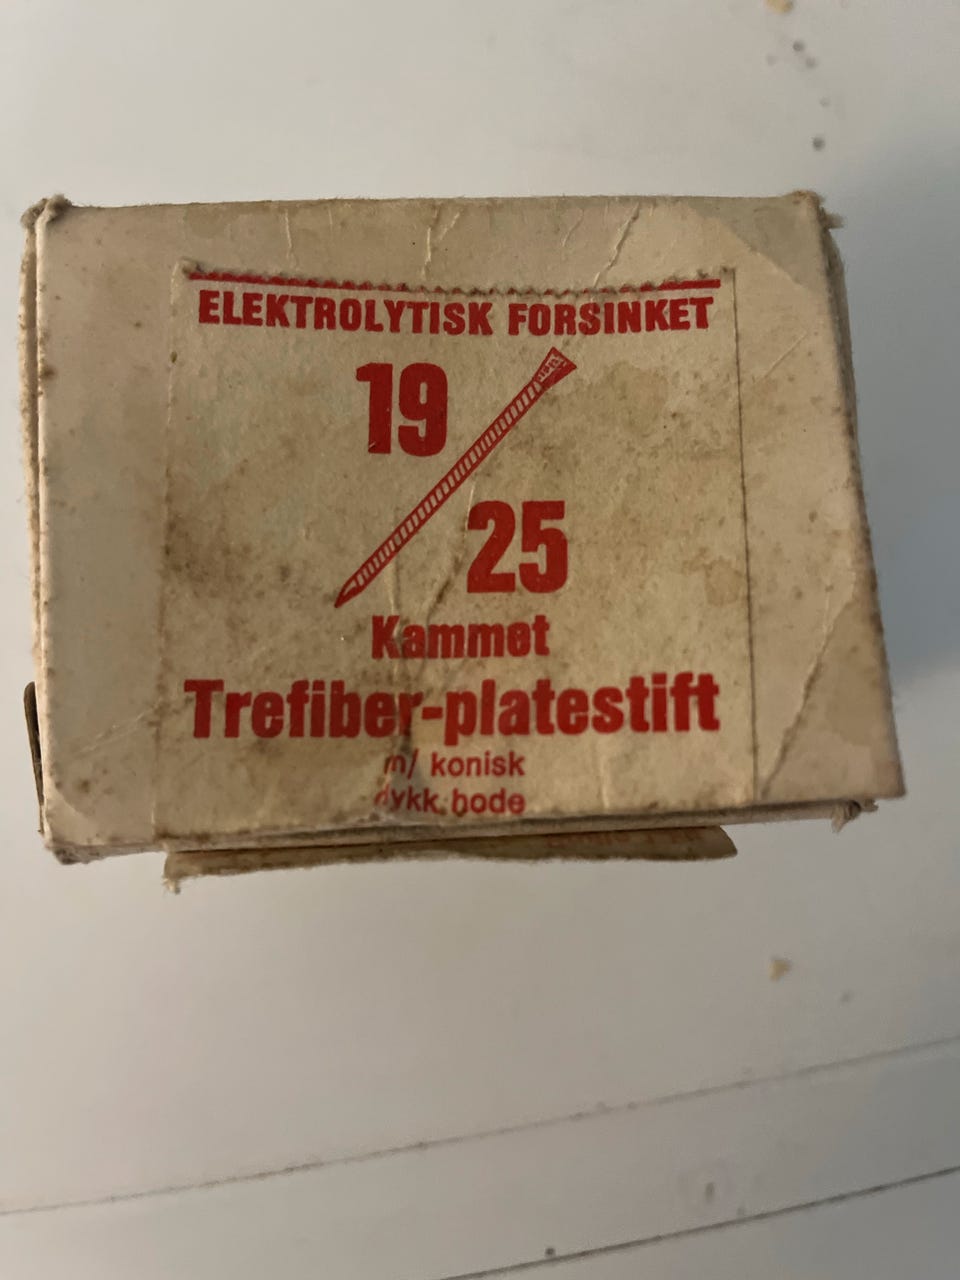 ELEKTROLYTISK FORSINKET
19
25
Kammet
Trefiber-platestift
m/ konisk
dykk.hode